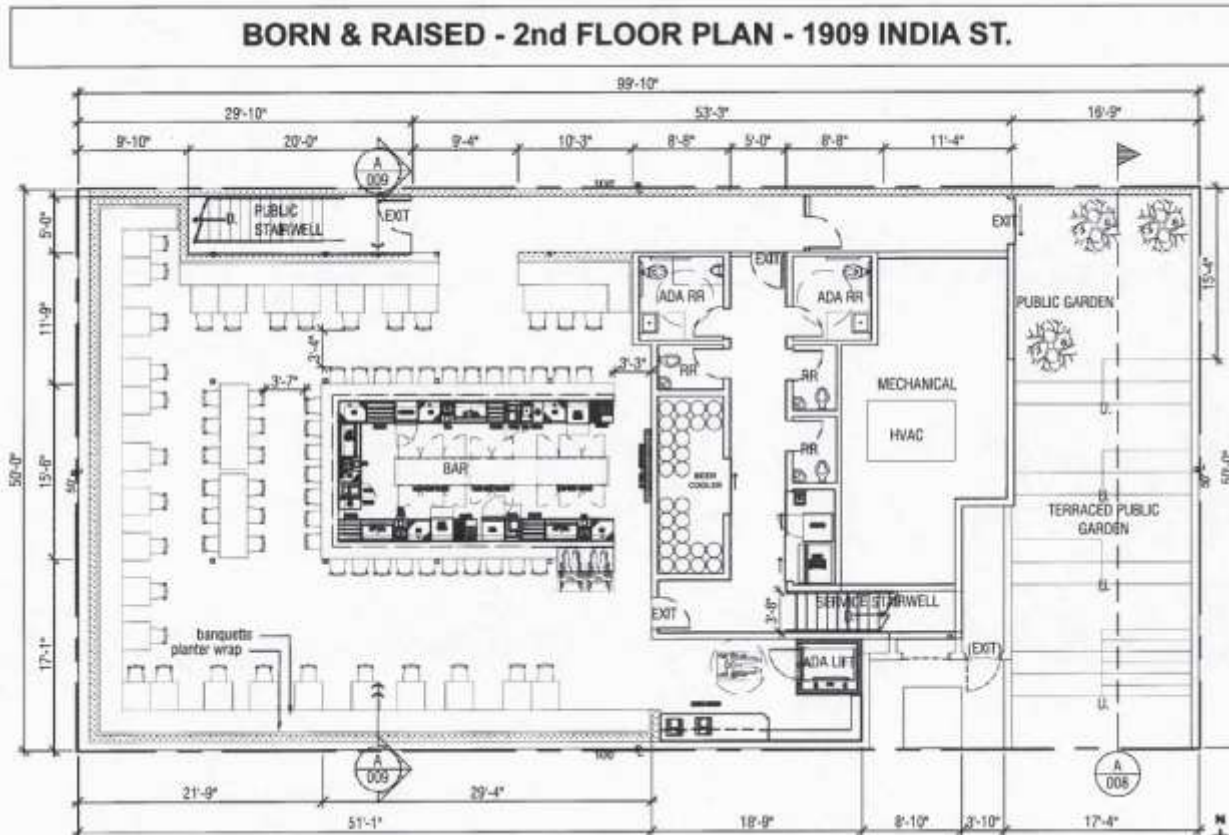 BORN & RAISED - 2nd FLOOR PLAN - 1909 INDIA ST.
99'-10"
29'-10"
53'-3"
16'-9"
9'-10"
20'-0"
9'-4"
10'-3"
8'-8"
5'-0"
8'-8"
11'-4"
A
009
5'-0"
PUBLIC
STAIRWELL
D.
EXIT
EXIT
EXIT
15'-4"
ADA RR
ADA RR
PUBLIC GARDEN
11'-9"
3'-4"
3'-3"
RR
RR
MECHANICAL
3'-7"
U.
HVAC
50'-0"
15'-6"
BAR
BEER
COOLER
RR
50'-0"
U.
TERRACED PUBLIC
GARDEN
U.
EXIT
3'-8"
SERVICE STAIRWELL
17'-1"
banquette
planter wrap
ADA LIFT
EXIT
U.
A
009
A
008
21'-9"
29'-4"
51'-1"
18'-9"
8'-10"
3'-10"
17'-4"